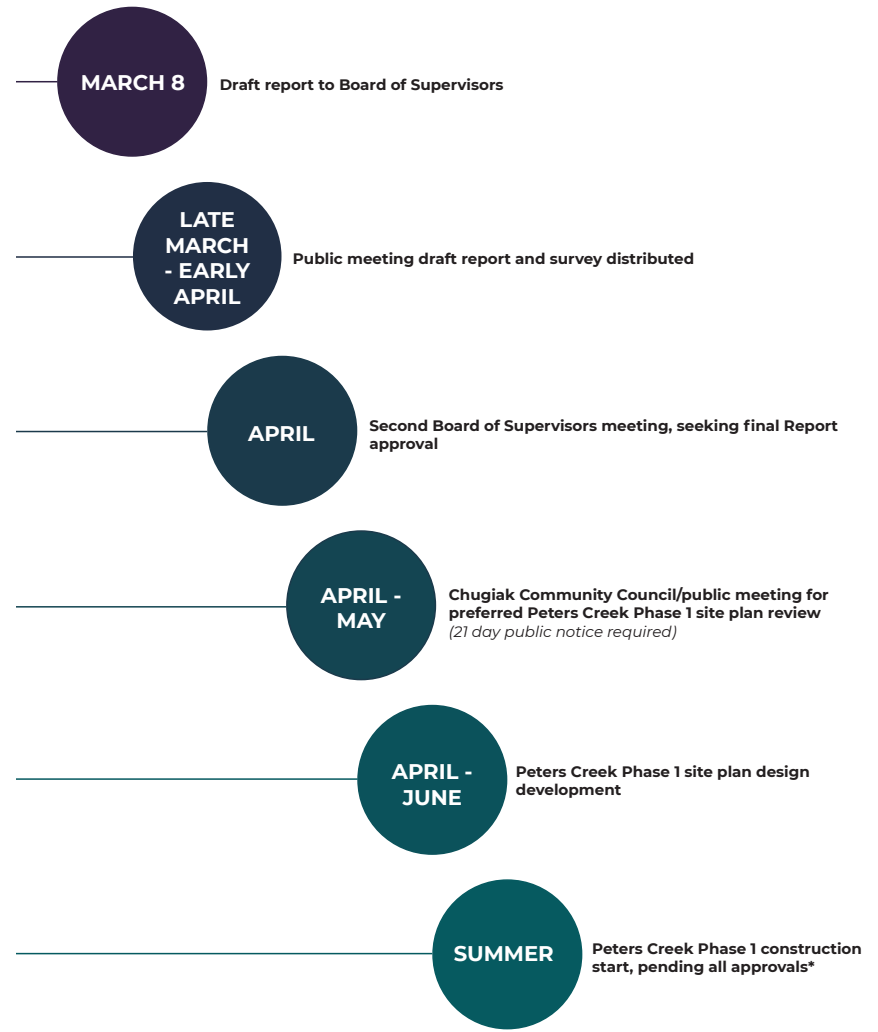 MARCH 8
Draft report to Board of Supervisors
LATE
MARCH
- EARLY
APRIL
Public meeting draft report and survey distributed
APRIL
Second Board of Supervisors meeting, seeking final Report
approval
APRIL -
MAY
Chugiak Community Council/public meeting for
preferred Peters Creek Phase 1 site plan review
(21 day public notice required)
APRIL -
JUNE
Peters Creek Phase 1 site plan design
development
SUMMER
Peters Creek Phase 1 construction
start, pending all approvals*